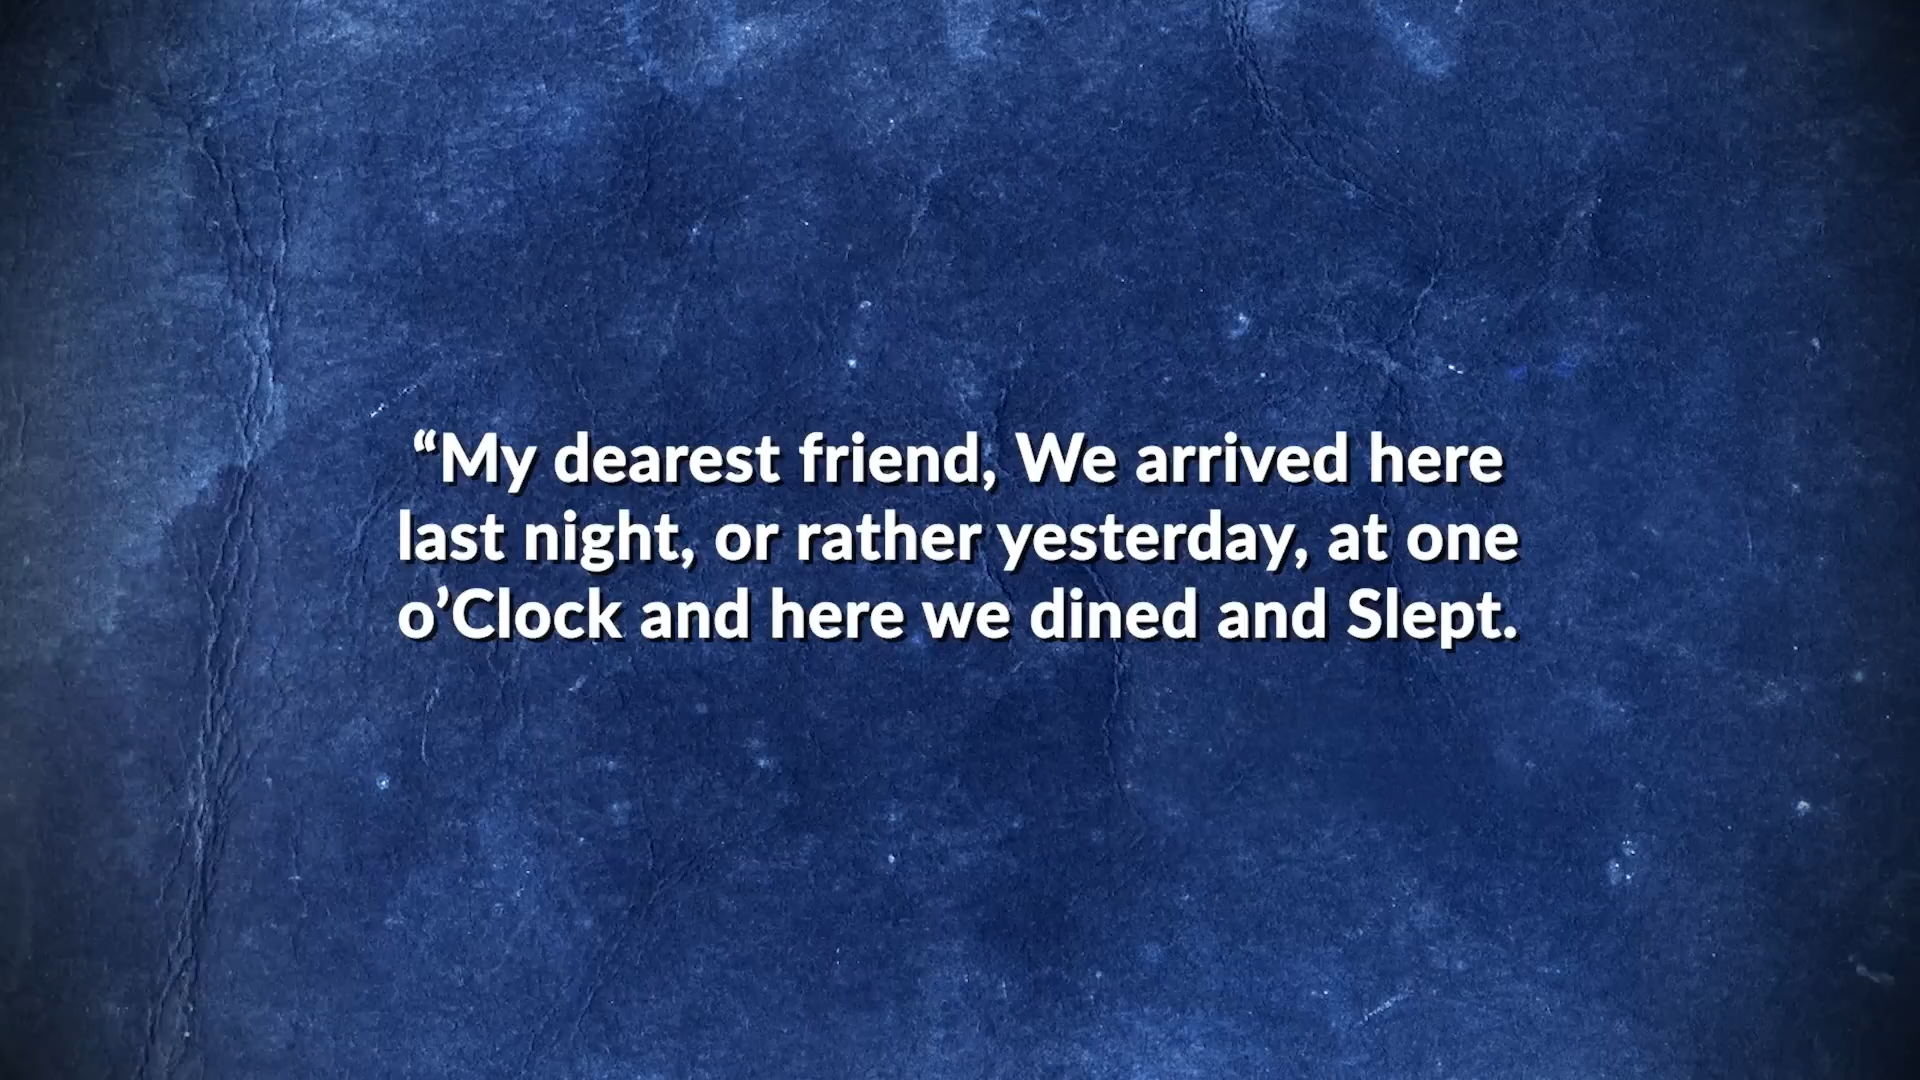 “My dearest friend, We arrived here
last night, or rather yesterday, at one
o’Clock and here we dined and Slept.